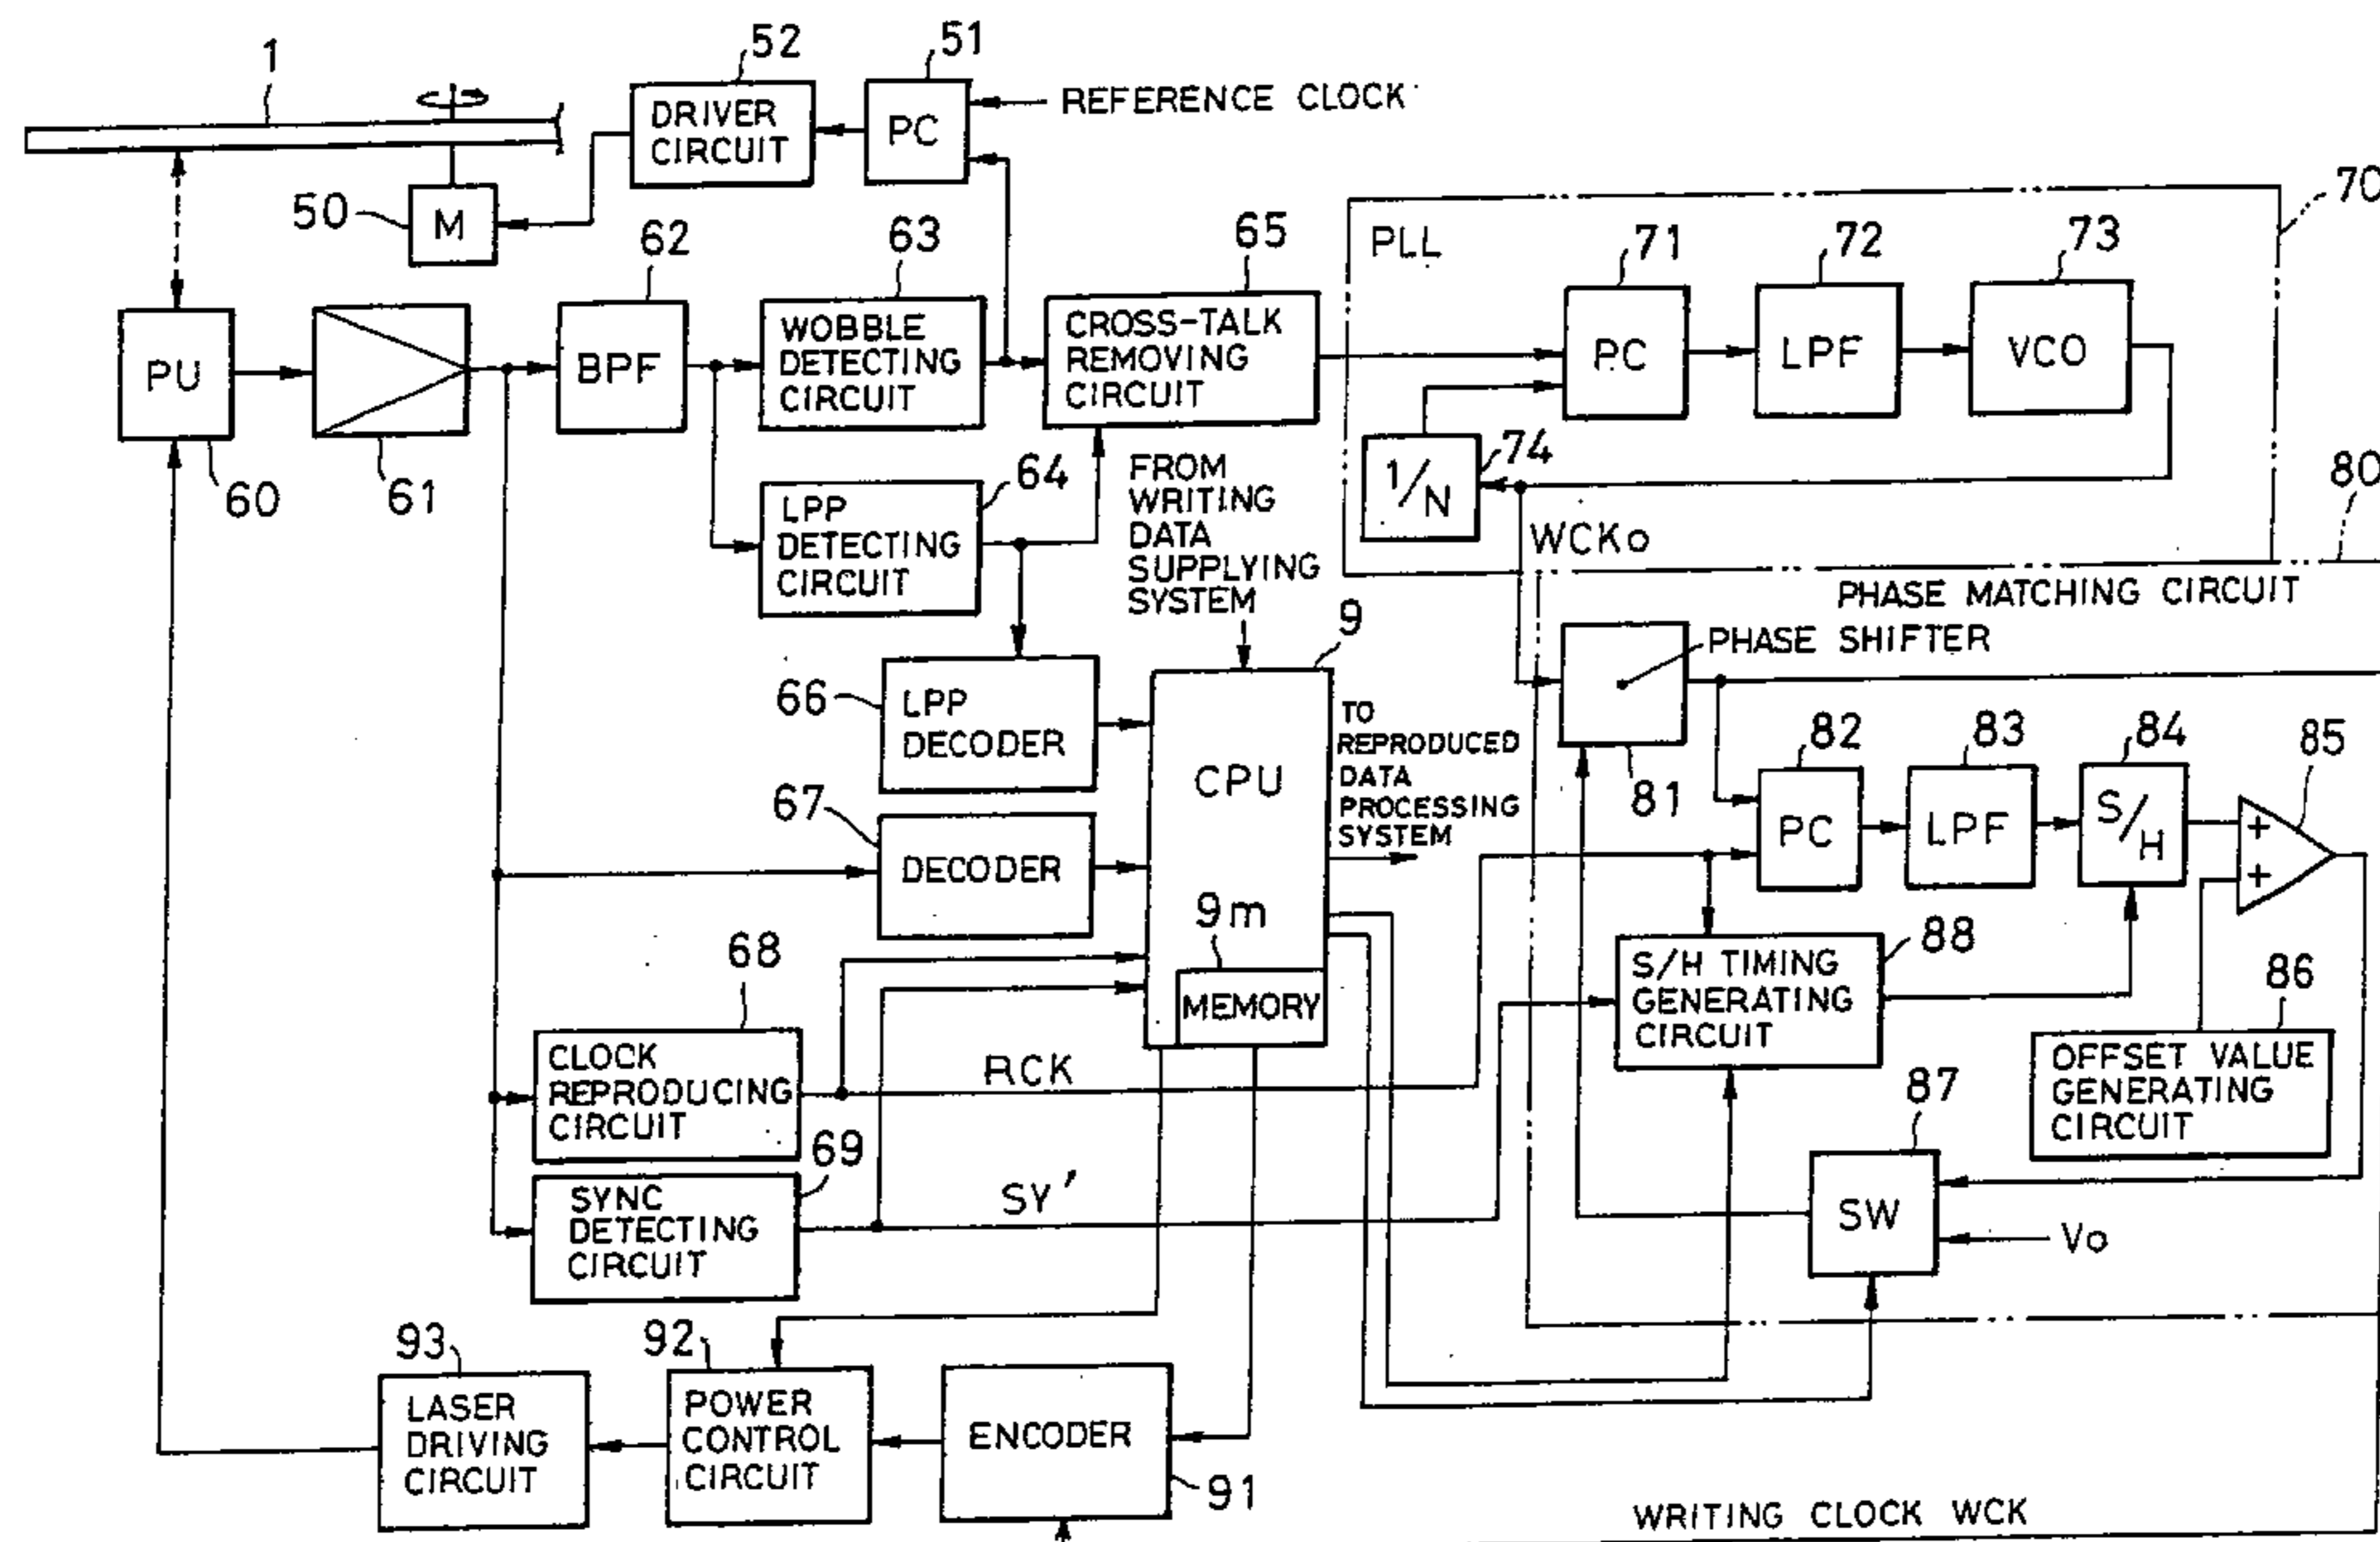 1
52
51
DRIVER
CIRCUIT
PC
REFERENCE CLOCK
50
M
62
63
65
70
PLL
71
72
73
PU
BPF
WOBBLE
DETECTING
CIRCUIT
CROSS-TALK
REMOVING
CIRCUIT
PC
LPF
VCO
60
61
64
LPP
DETECTING
CIRCUIT
FROM
WRITING
DATA
SUPPLYING
SYSTEM
1/N
74
80
WCKo
PHASE MATCHING CIRCUIT
9
PHASE SHIFTER
66
LPP
DECODER
CPU
TO
REPRODUCED
DATA
PROCESSING
SYSTEM
81
82
83
84
85
67
DECODER
PC
LPF
S/H
+
+
9m
MEMORY
68
CLOCK
REPRODUCING
CIRCUIT
RCK
88
S/H TIMING
GENERATING
CIRCUIT
86
OFFSET VALUE
GENERATING
CIRCUIT
69
SYNC
DETECTING
CIRCUIT
SY'
87
SW
Vo
93
LASER
DRIVING
CIRCUIT
92
POWER
CONTROL
CIRCUIT
ENCODER
91
WRITING CLOCK WCK